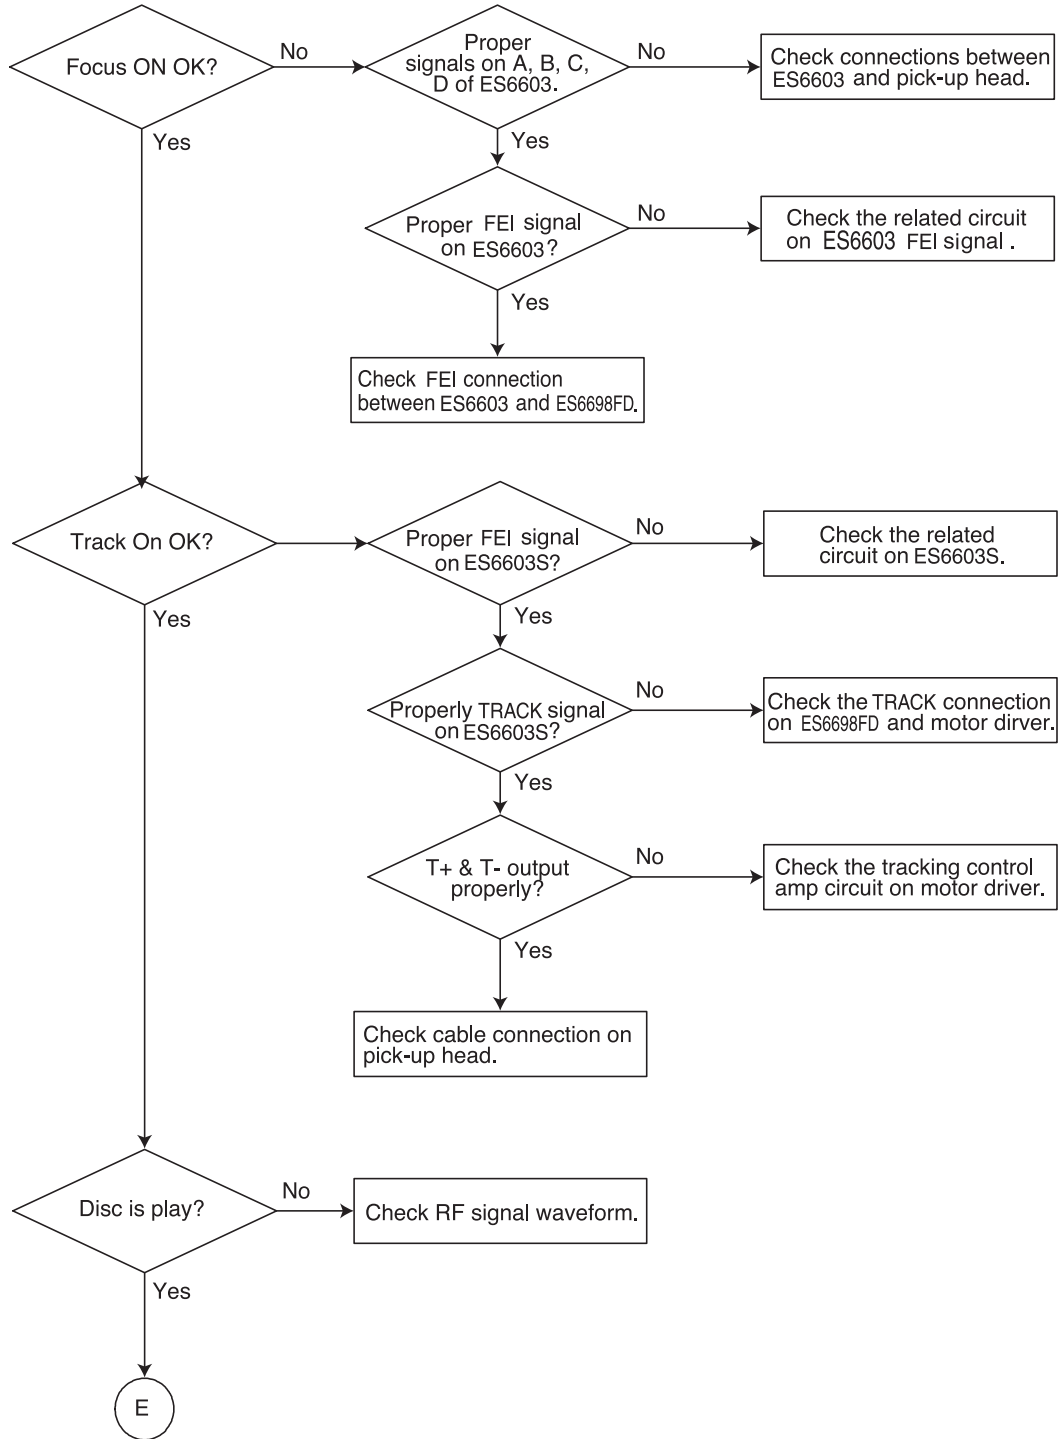 Focus ON OK?
No
Proper
signals on A, B, C,
D of ES6603.
No
Check connections between
ES6603 and pick-up head.
Yes
Yes
Proper FEI signal
on ES6603?
No
Check the related circuit
on ES6603 FEI signal .
Yes
Check FEI connection
between ES6603 and ES6698FD.
Track On OK?
Proper FEI signal
on ES6603S?
No
Check the related
circuit on ES6603S.
Yes
Yes
Properly TRACK signal
on ES6603S?
No
Check the TRACK connection
on ES6698FD and motor dirver.
Yes
T+ & T- output
properly?
No
Check the tracking control
amp circuit on motor driver.
Yes
Check cable connection on
pick-up head.
Disc is play?
No
Check RF signal waveform.
Yes
E